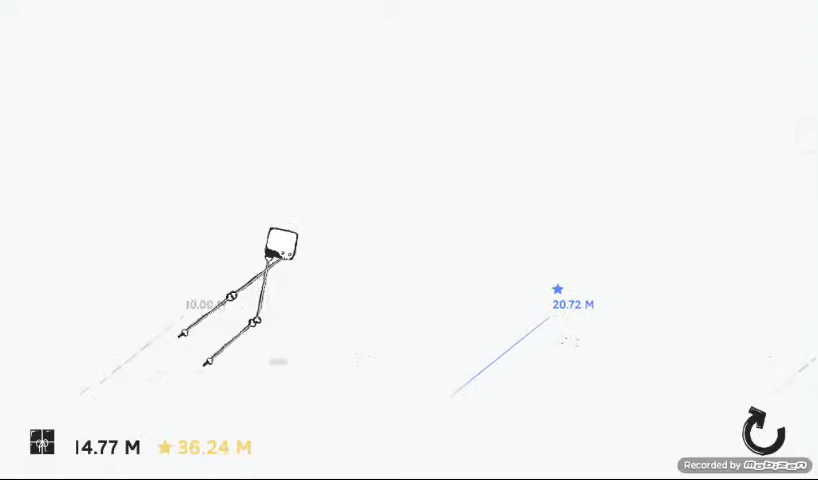 10.00 M
20.72 M
14.77 M ★ 36.24 M
Recorded by mobizen